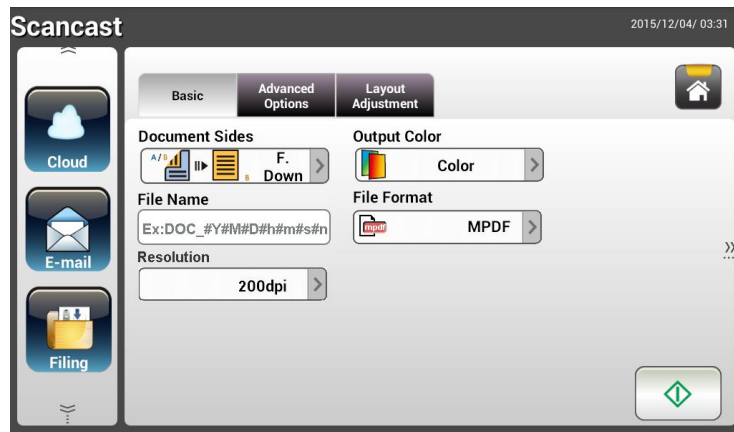 Scancast
2015/12/04/ 03:31
Cloud
E-mail
Filing
Basic
Advanced
Options
Layout
Adjustment
Document Sides
A/B
B
F.
Down
Output Color
Color
File Name
Ex:DOC_#Y#M#D#h#m#s#n
File Format
mpdf
MPDF
Resolution
200dpi